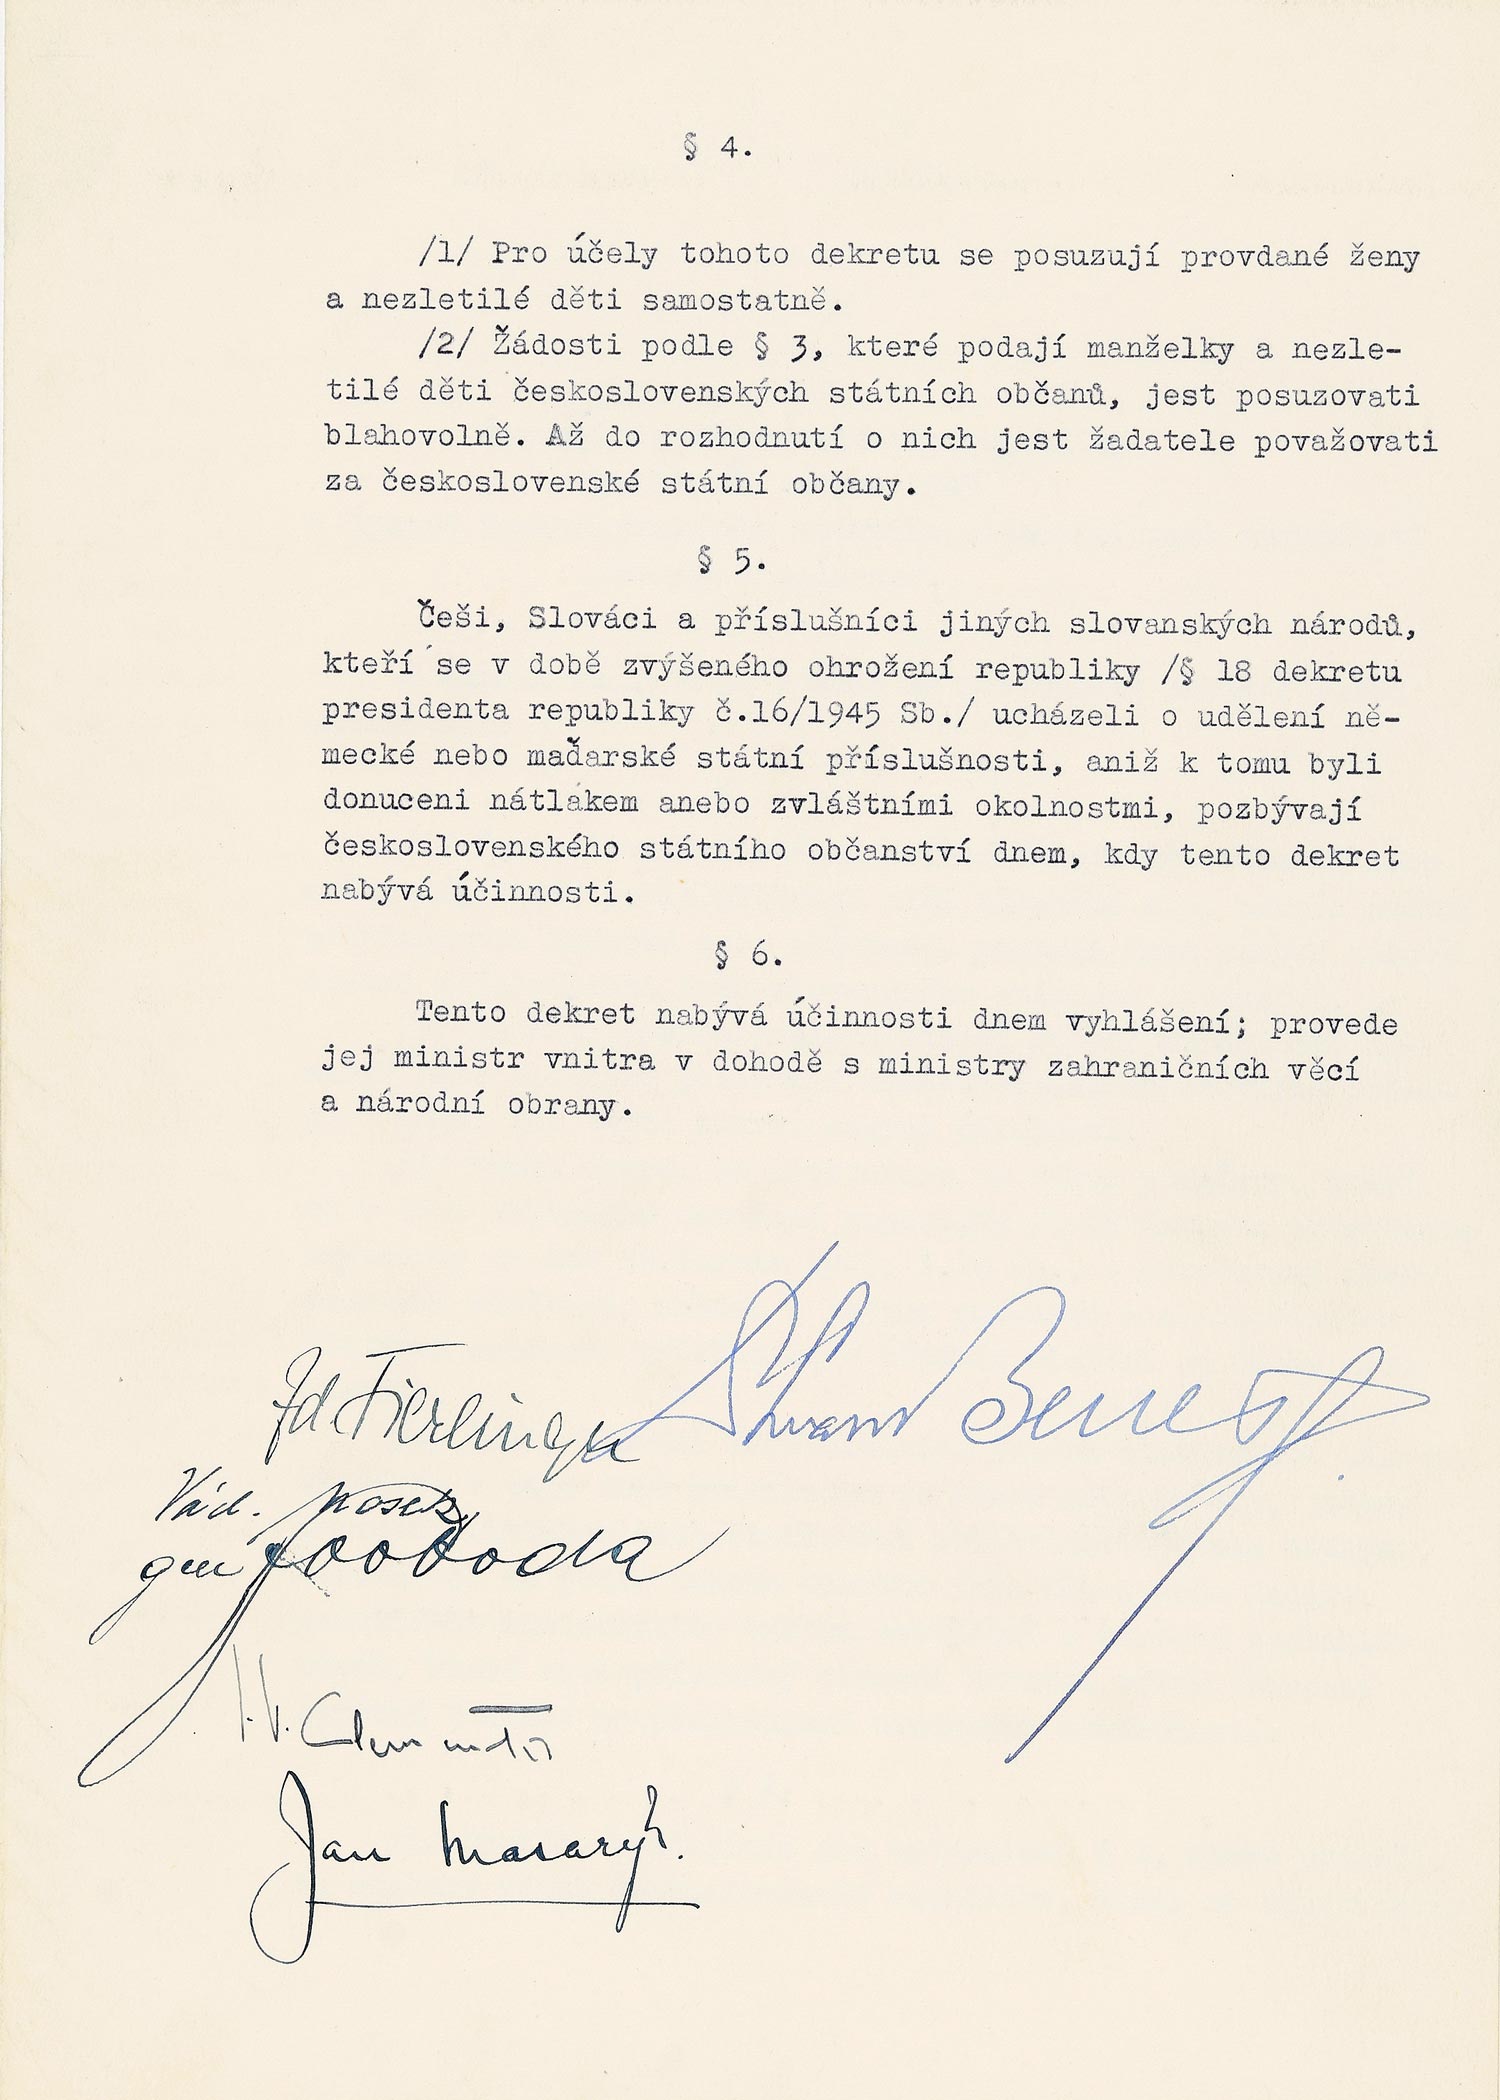 § 4.
/1/ Pro účely tohoto dekretu se posuzují provdané ženy
a nezletilé děti samostatně.
/2/ Žádosti podle § 3, které podají manželky a nezle-
tilé děti československých státních občanů, jest posuzovati
blahovolně. Až do rozhodnutí o nich jest žadatele považovati
za československé státní občany.
§ 5.
Češi, Slováci a příslušníci jiných slovanských národů,
kteří se v době zvýšeného ohrožení republiky /§ 18 dekretu
presidenta republiky č.16/1945 Sb./ ucházeli o udělení ně-
mecké nebo maďarské státní příslušnosti, aniž k tomu byli
donuceni nátlakem anebo zvláštními okolnostmi, pozbývají
československého státního občanství dnem, kdy tento dekret
nabývá účinnosti.
§ 6.
Tento dekret nabývá účinnosti dnem vyhlášení; provede
jej ministr vnitra v dohodě s ministry zahraničních věcí
a národní obrany.
Zd. Fierlinger
Edvard Beneš
Vác. Nosek
gen Svoboda
V. Clementis
Jan Masaryk.